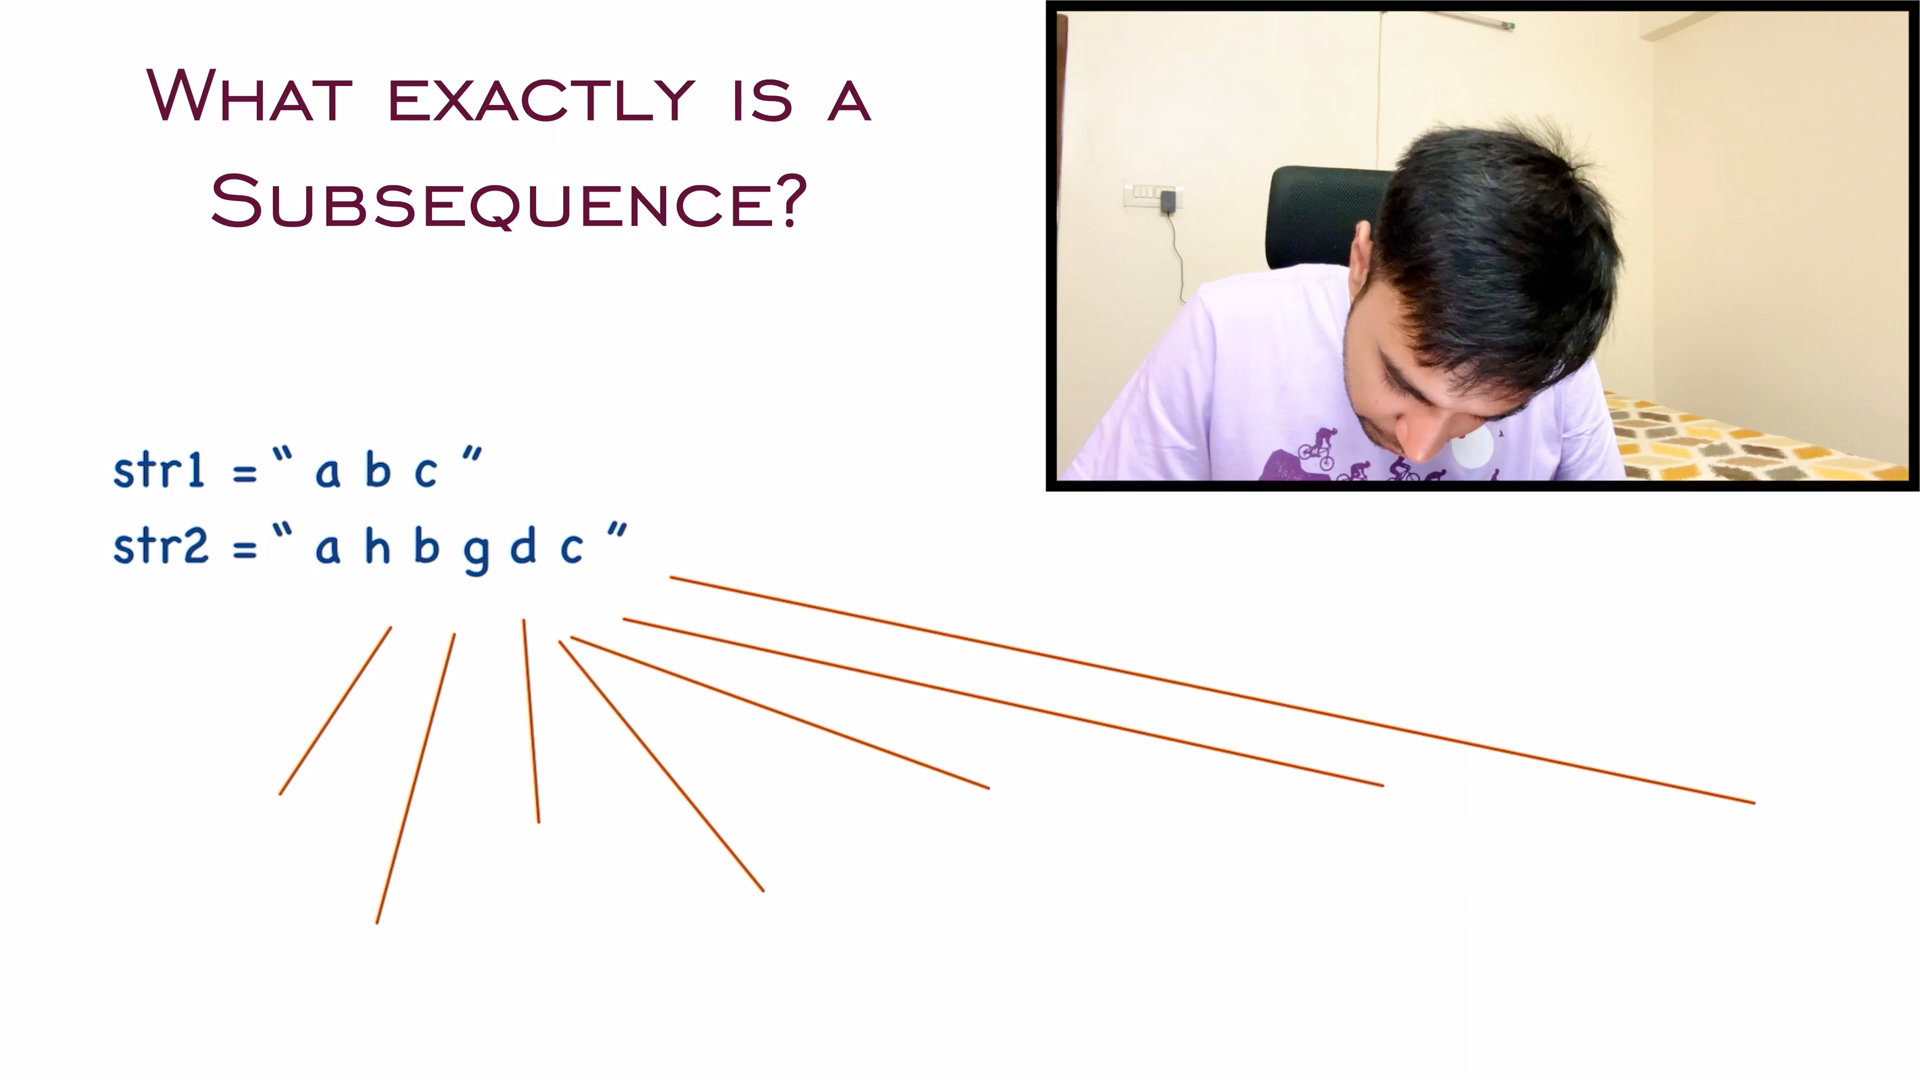 What exactly is a
Subsequence?
str1 = “ a b c ”
str2 = “ a h b g d c ”